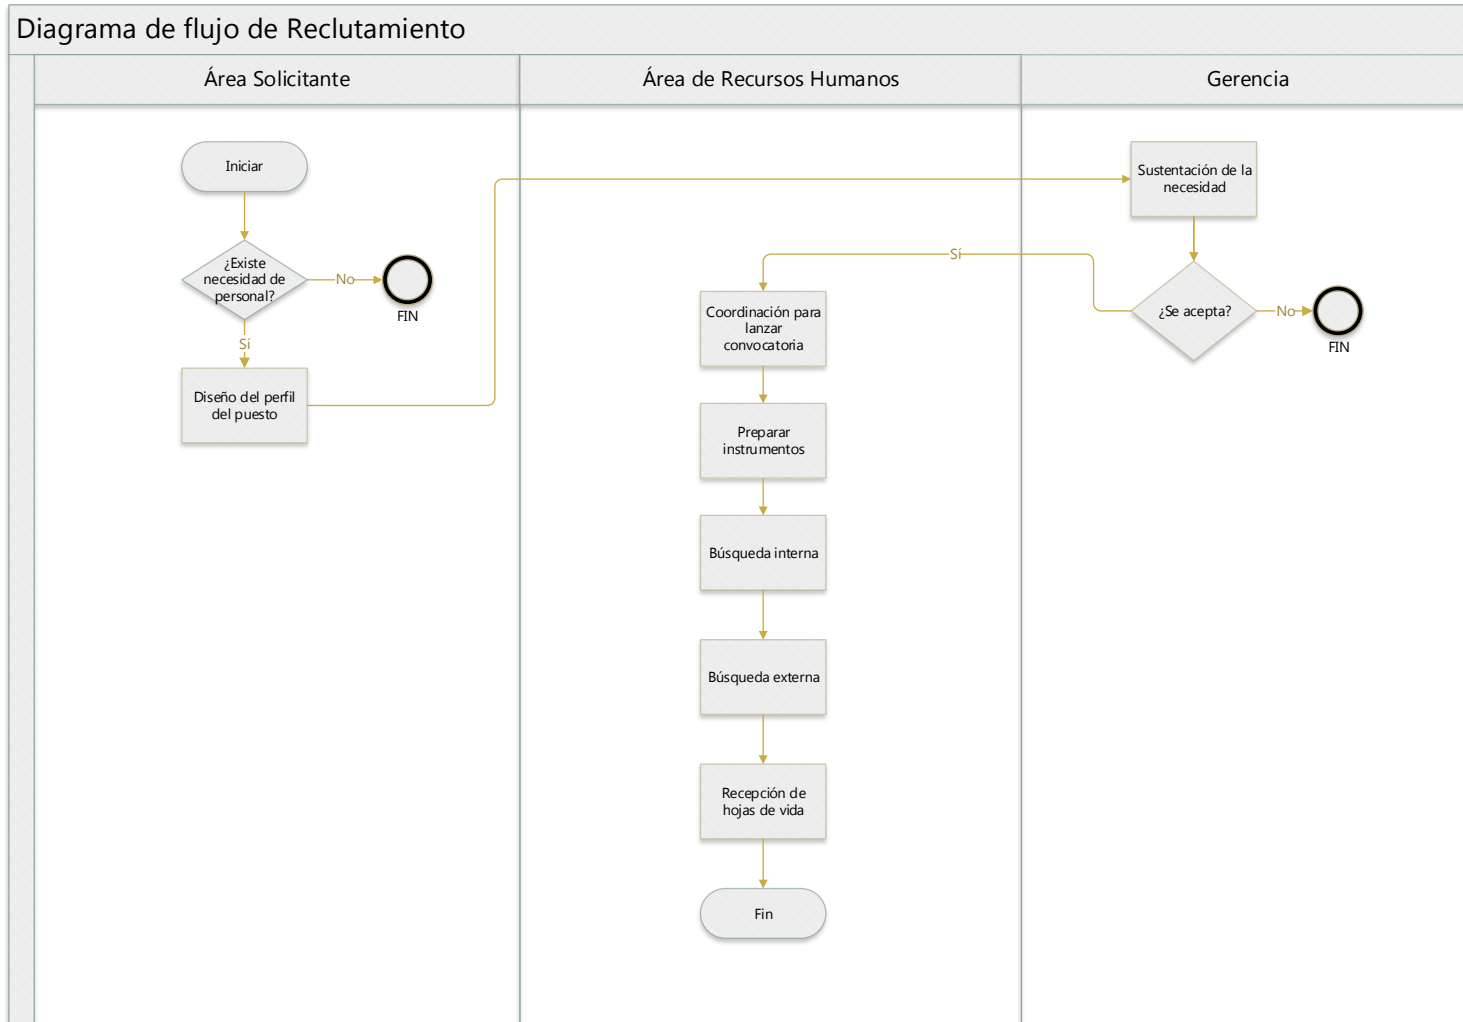 Diagrama de flujo de Reclutamiento
Área Solicitante
Área de Recursos Humanos
Gerencia
Iniciar
¿Existe
necesidad de
personal?
No
FIN
Sí
Diseño del perfil
del puesto
Sustentación de la
necesidad
¿Se acepta?
No
FIN
Sí
Coordinación para
lanzar
convocatoria
Preparar
instrumentos
Búsqueda interna
Búsqueda externa
Recepción de
hojas de vida
Fin